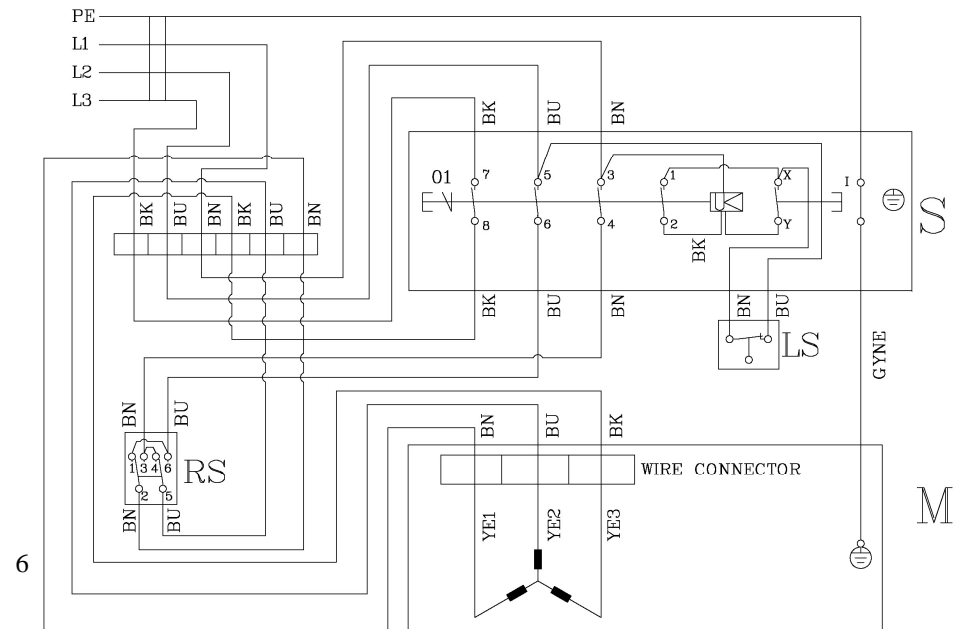 PE
L1
L2
L3
BK BU BN
01 7 5 3 1 X I
S
8 6 4 2 Y
BK BU BN BK BU BN
BK
BK BU BN
BN BU
LS
GYNE
BN BU
BN BU BK
1 3 4 6
RS
2 5
WIRE CONNECTOR
BN BU
YE1 YE2 YE3
M
6